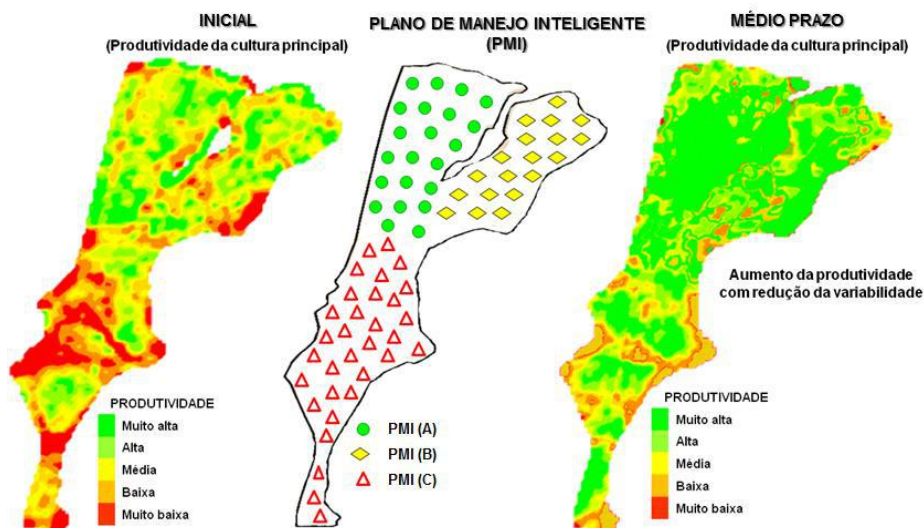 INICIAL
(Produtividade da cultura principal)
PLANO DE MANEJO INTELIGENTE
(PMI)
MÉDIO PRAZO
(Produtividade da cultura principal)
Aumento da produtividade
com redução da variabilidade
PRODUTIVIDADE
Muito alta
Alta
Média
Baixa
Muito baixa
PMI (A)
PMI (B)
PMI (C)
PRODUTIVIDADE
Muito alta
Alta
Média
Baixa
Muito baixa